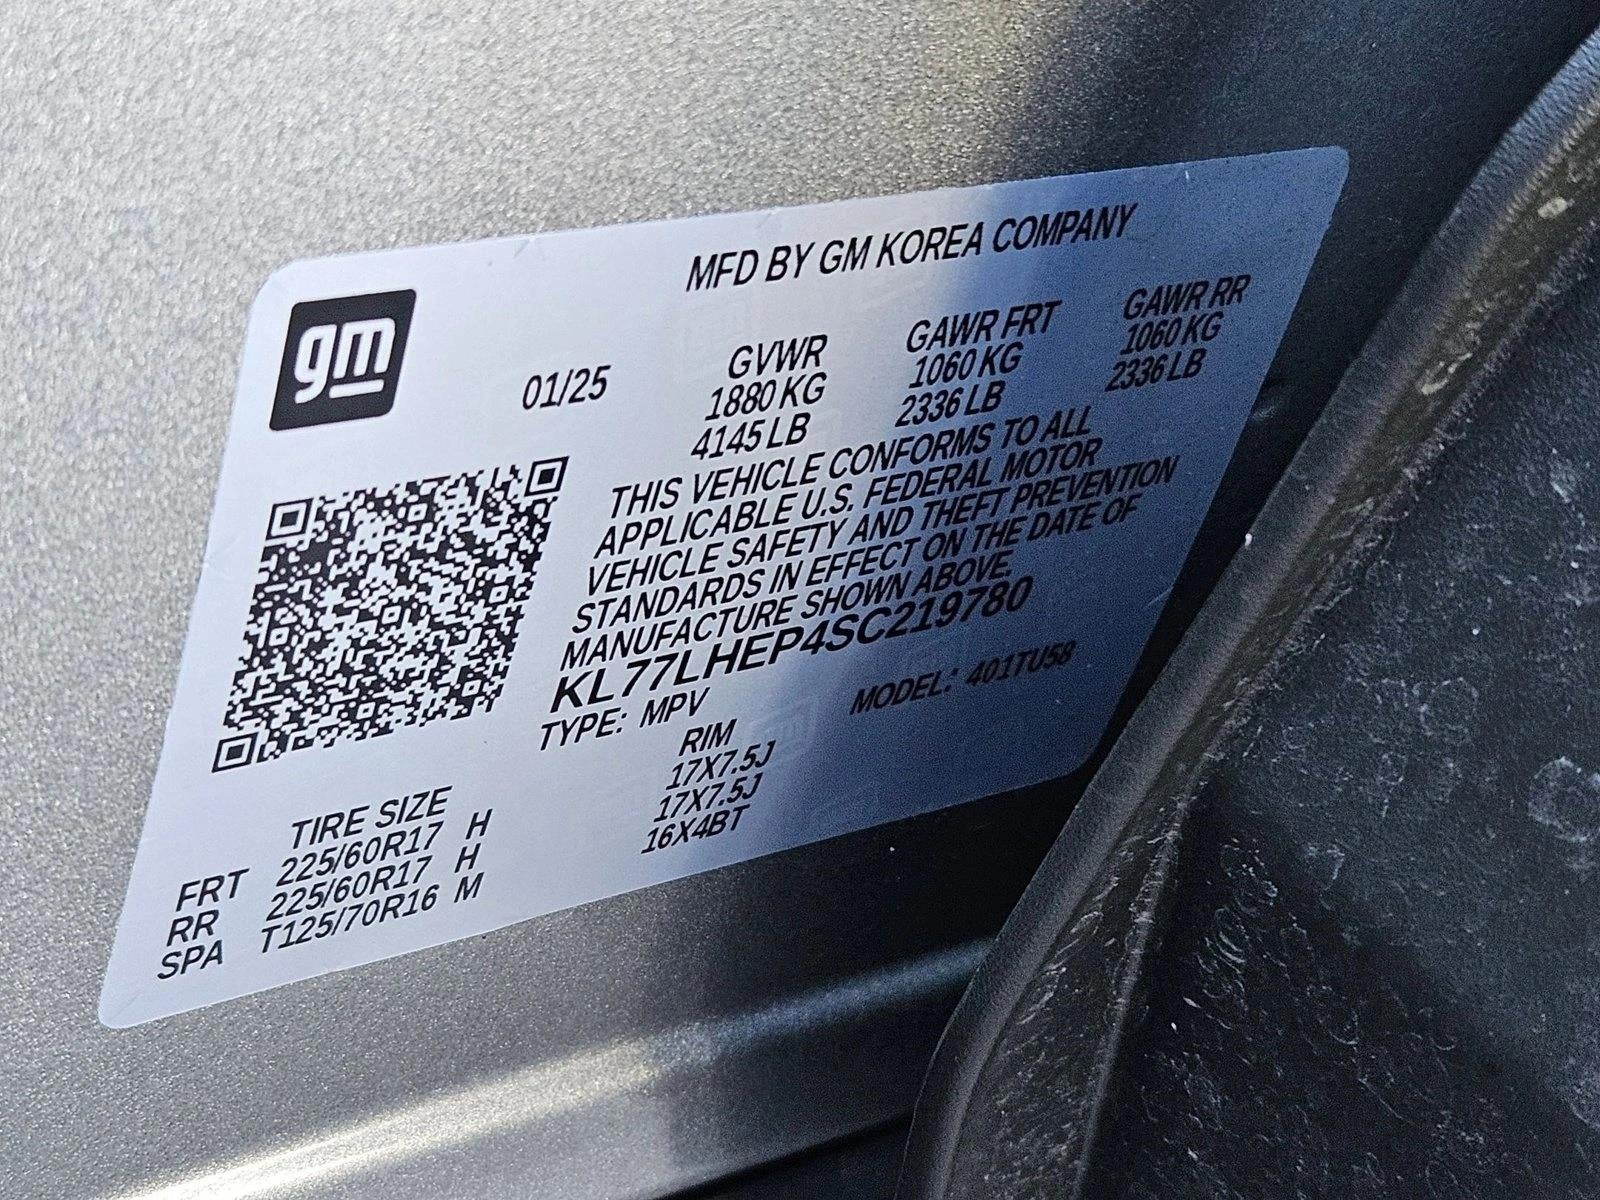 MFD BY GM KOREA COMPANY
gm
01/25
GVWR
1880 KG
4145 LB
GAWR FRT
1060 KG
2336 LB
GAWR RR
1060 KG
2336 LB
THIS VEHICLE CONFORMS TO ALL
APPLICABLE U.S. FEDERAL MOTOR
VEHICLE SAFETY AND THEFT PREVENTION
STANDARDS IN EFFECT ON THE DATE OF
MANUFACTURE SHOWN ABOVE
KL77LHEP4SC219780
TYPE: MPV
MODEL: 401TU58
TIRE SIZE
RIM
FRT 225/60R17 H 17X7.5J
RR 225/60R17 H 17X7.5J
SPA T125/70R16 M 16X4BT